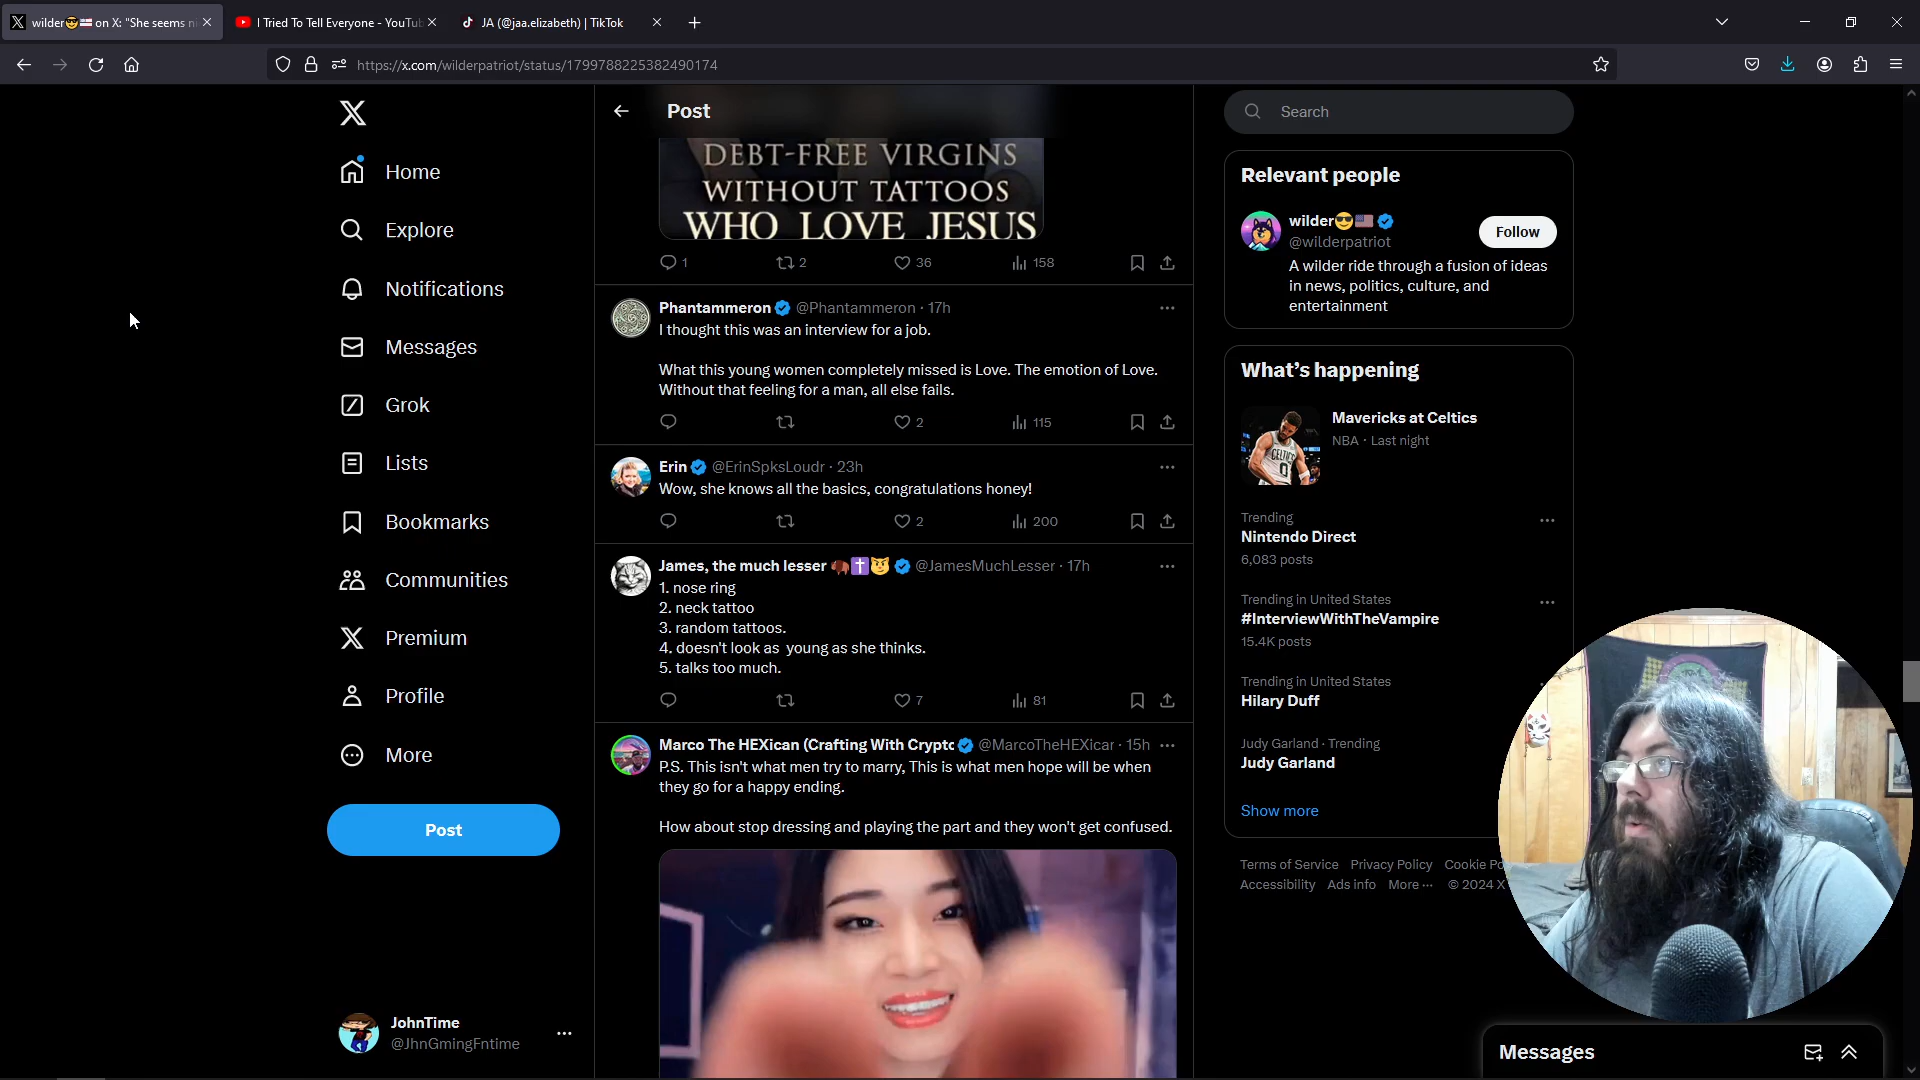 wilder😎🇺🇸 on X: "She seems ni
I Tried To Tell Everyone - YouTub
JA (@jaa.elizabeth) | TikTok
https://x.com/wilderpatriot/status/1799788225382490174
Home
Explore
Notifications
Messages
Grok
Lists
Bookmarks
Communities
Premium
Profile
More
Post
JohnTime
@JhnGmingFntime
Post
DEBT-FREE VIRGINS
WITHOUT TATTOOS
WHO LOVE JESUS
1 2 36 158
Phantammeron @Phantammeron · 17h
I thought this was an interview for a job.
What this young women completely missed is Love. The emotion of Love.
Without that feeling for a man, all else fails.
2 115
Erin @ErinSpksLoudr · 23h
Wow, she knows all the basics, congratulations honey!
2 200
James, the much lesser 🦬✝️😼 @JamesMuchLesser · 17h
1. nose ring
2. neck tattoo
3. random tattoos.
4. doesn't look as  young as she thinks.
5. talks too much.
7 81
Marco The HEXican (Crafting With Crypto @MarcoTheHEXicar · 15h
P.S. This isn't what men try to marry, This is what men hope will be when
they go for a happy ending.
How about stop dressing and playing the part and they won't get confused.
Search
Relevant people
wilder😎🇺🇸
@wilderpatriot
Follow
A wilder ride through a fusion of ideas
in news, politics, culture, and
entertainment
What's happening
Mavericks at Celtics
NBA · Last night
CELTICS
0
Trending
Nintendo Direct
6,083 posts
Trending in United States
#InterviewWithTheVampire
15.4K posts
Trending in United States
Hilary Duff
Judy Garland · Trending
Judy Garland
Show more
Terms of Service Privacy Policy Cookie Po
Accessibility Ads info More ··· © 2024 X
Messages